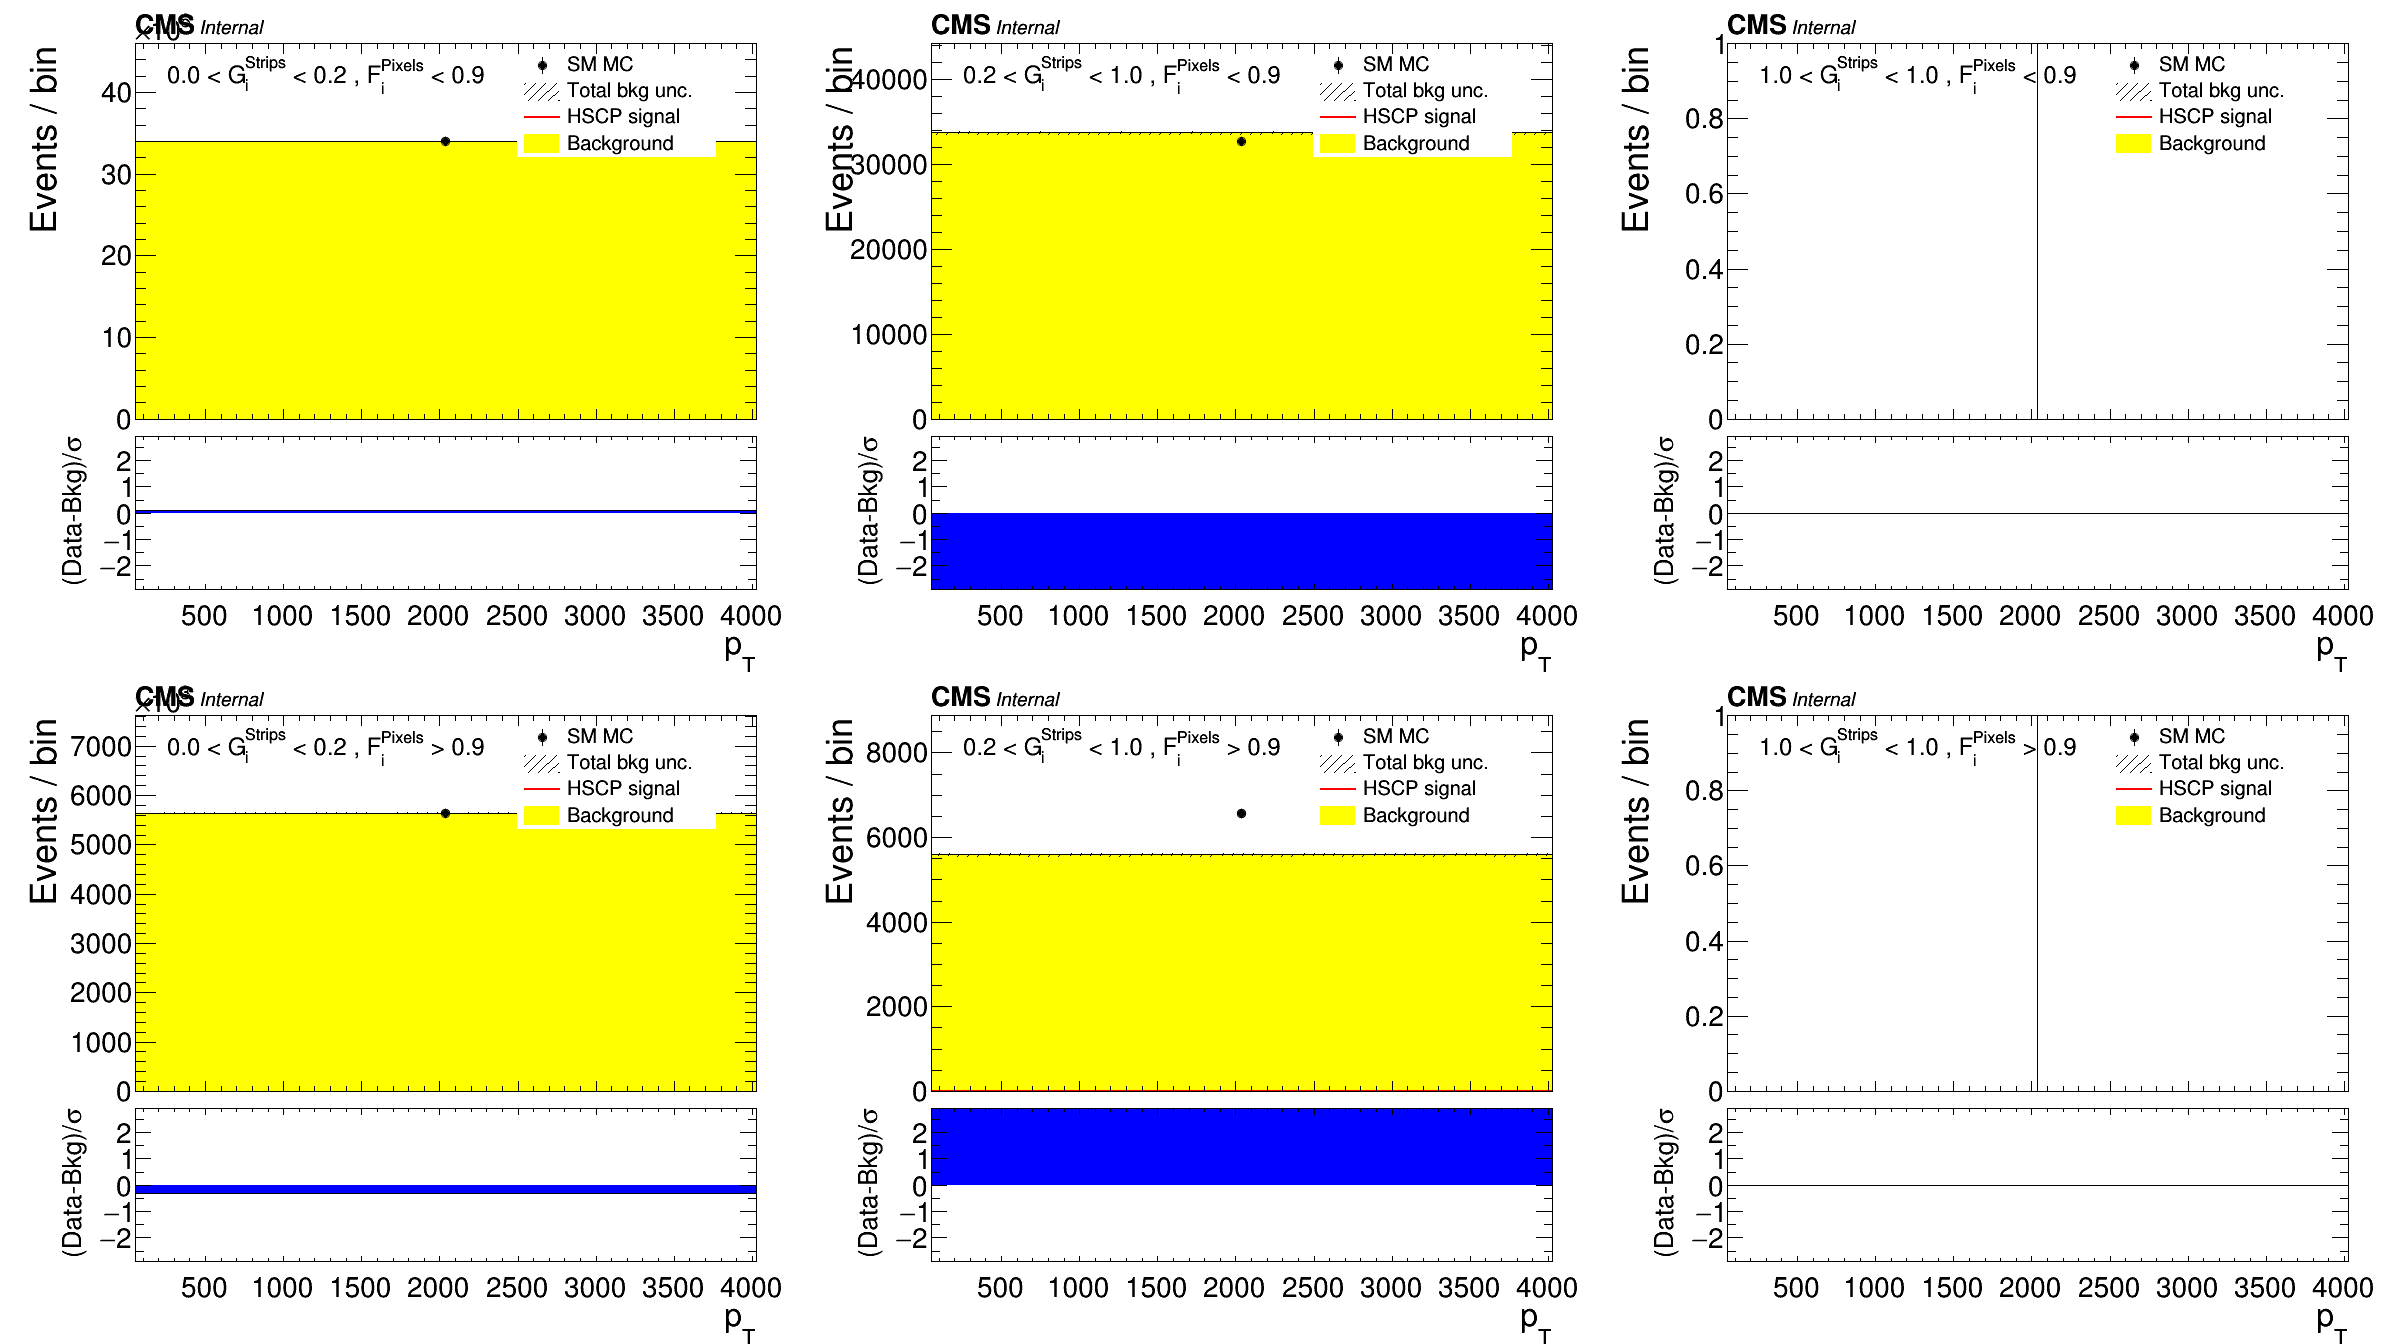 CMS Internal
0.0 < G_i^Strips < 0.2 , F_i^Pixels < 0.9
SM MC
Total bkg unc.
HSCP signal
Background
Events / bin
40
30
20
10
0
(Data-Bkg)/σ
2
1
0
−1
−2
500 1000 1500 2000 2500 3000 3500 4000
p_T
CMS Internal
0.2 < G_i^Strips < 1.0 , F_i^Pixels < 0.9
SM MC
Total bkg unc.
HSCP signal
Background
Events / bin
40000
30000
20000
10000
0
(Data-Bkg)/σ
2
1
0
−1
−2
500 1000 1500 2000 2500 3000 3500 4000
p_T
CMS Internal
1.0 < G_i^Strips < 1.0 , F_i^Pixels < 0.9
SM MC
Total bkg unc.
HSCP signal
Background
Events / bin
1
0.8
0.6
0.4
0.2
0
(Data-Bkg)/σ
2
1
0
−1
−2
500 1000 1500 2000 2500 3000 3500 4000
p_T
CMS Internal
0.0 < G_i^Strips < 0.2 , F_i^Pixels > 0.9
SM MC
Total bkg unc.
HSCP signal
Background
Events / bin
7000
6000
5000
4000
3000
2000
1000
0
(Data-Bkg)/σ
2
1
0
−1
−2
500 1000 1500 2000 2500 3000 3500 4000
p_T
CMS Internal
0.2 < G_i^Strips < 1.0 , F_i^Pixels > 0.9
SM MC
Total bkg unc.
HSCP signal
Background
Events / bin
8000
6000
4000
2000
0
(Data-Bkg)/σ
2
1
0
−1
−2
500 1000 1500 2000 2500 3000 3500 4000
p_T
CMS Internal
1.0 < G_i^Strips < 1.0 , F_i^Pixels > 0.9
SM MC
Total bkg unc.
HSCP signal
Background
Events / bin
1
0.8
0.6
0.4
0.2
0
(Data-Bkg)/σ
2
1
0
−1
−2
500 1000 1500 2000 2500 3000 3500 4000
p_T